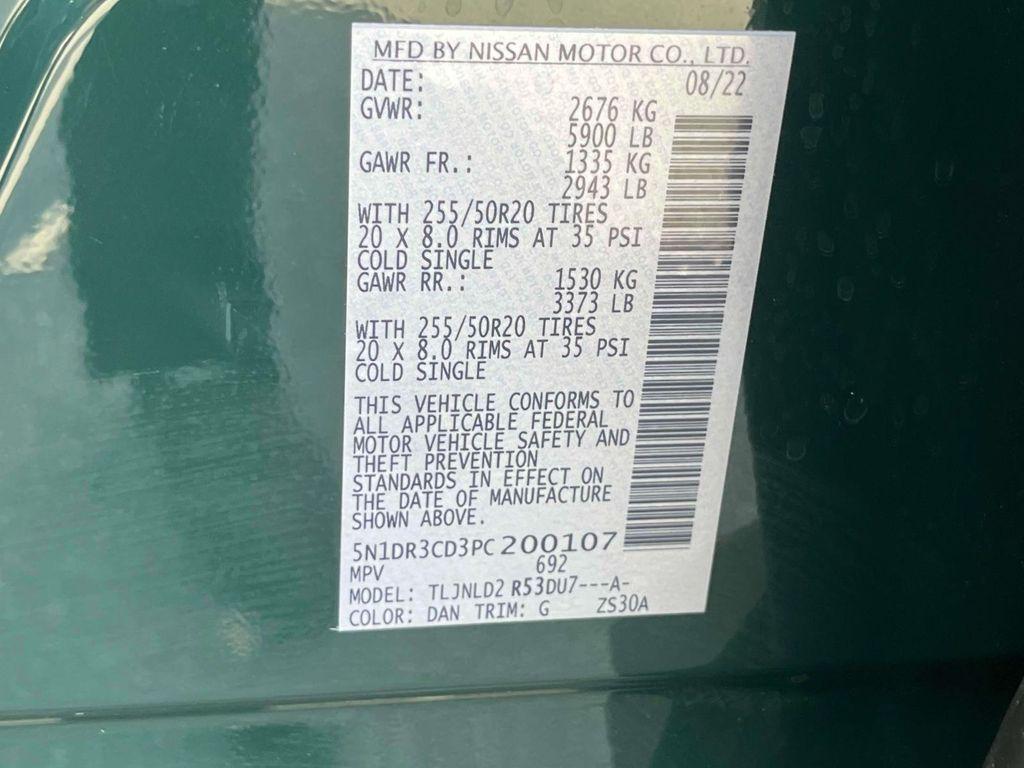 MFD BY NISSAN MOTOR CO., LTD.
DATE: 08/22
GVWR: 2676 KG
5900 LB
GAWR FR.: 1335 KG
2943 LB
WITH 255/50R20 TIRES
20 X 8.0 RIMS AT 35 PSI
COLD SINGLE
GAWR RR.: 1530 KG
3373 LB
WITH 255/50R20 TIRES
20 X 8.0 RIMS AT 35 PSI
COLD SINGLE
THIS VEHICLE CONFORMS TO
ALL APPLICABLE FEDERAL
MOTOR VEHICLE SAFETY AND
THEFT PREVENTION
STANDARDS IN EFFECT ON
THE DATE OF MANUFACTURE
SHOWN ABOVE.
5N1DR3CD3PC200107
MPV 692
MODEL: TLJNLD2 R53DU7---A-
COLOR: DAN TRIM: G ZS30A